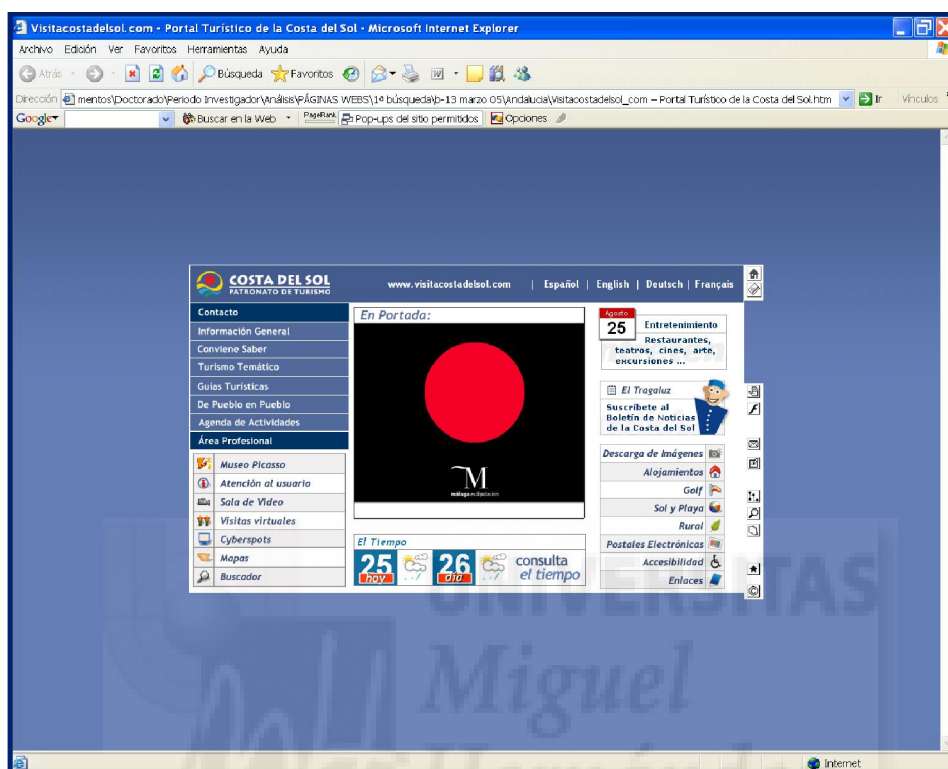 Visitacostadelsol.com - Portal Turístico de la Costa del Sol - Microsoft Internet Explorer
Archivo Edición Ver Favoritos Herramientas Ayuda
Atrás Búsqueda Favoritos
Dirección mentos\Doctorado\Periodo Investigador\Análisis\PÁGINAS WEBS\1ª búsqueda\b-13 marzo 05\Andalucia\Visitacostadelsol_com – Portal Turístico de la Costa del Sol.htm Ir Vínculos
Google Buscar en la Web PageRank Pop-ups del sitio permitidos Opciones
COSTA DEL SOL
PATRONATO DE TURISMO
www.visitacostadelsol.com | Español | English | Deutsch | Français
Contacto
Información General
Conviene Saber
Turismo Temático
Guías Turísticas
De Pueblo en Pueblo
Agenda de Actividades
Área Profesional
Museo Picasso
Atención al usuario
Sala de Video
Visitas virtuales
Cyberspots
Mapas
Buscador
En Portada:
M
málagaesdiputación
El Tiempo
25 hoy
26 día
consulta
el tiempo
Agosto
25
Entretenimiento
Restaurantes,
teatros, cines, arte,
excursiones ...
El Tragaluz
Suscríbete al
Boletín de Noticias
de la Costa del Sol
Descarga de Imágenes
Alojamientos
Golf
Sol y Playa
Rural
Postales Electrónicas
Accesibilidad
Enlaces
UNIVERSITAS
Miguel
Internet